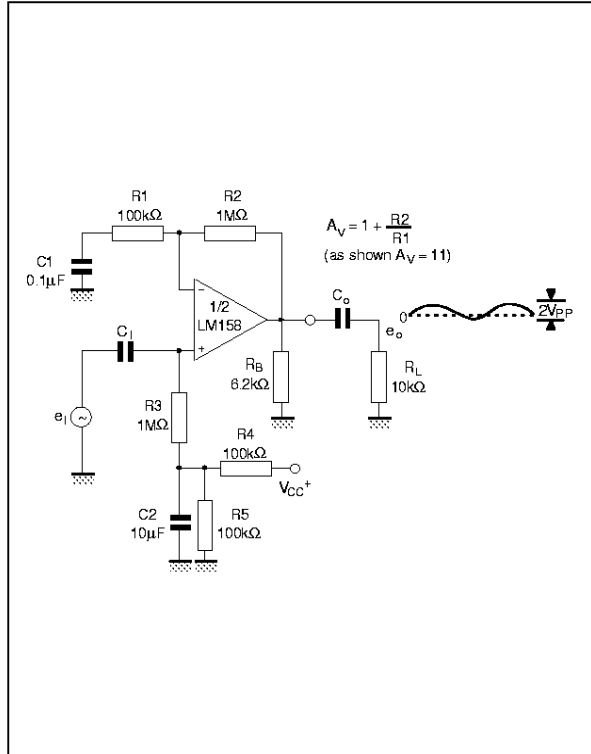 R1
100kΩ
R2
1MΩ
A_V = 1 + R2/R1
(as shown A_V = 11)
C1
0.1μF
1/2
LM158
−
+
C_I
C_o
0
2V_PP
e_o
R_B
6.2kΩ
R_L
10kΩ
e_I
~
R3
1MΩ
R4
100kΩ
V_CC+
C2
10μF
R5
100kΩ